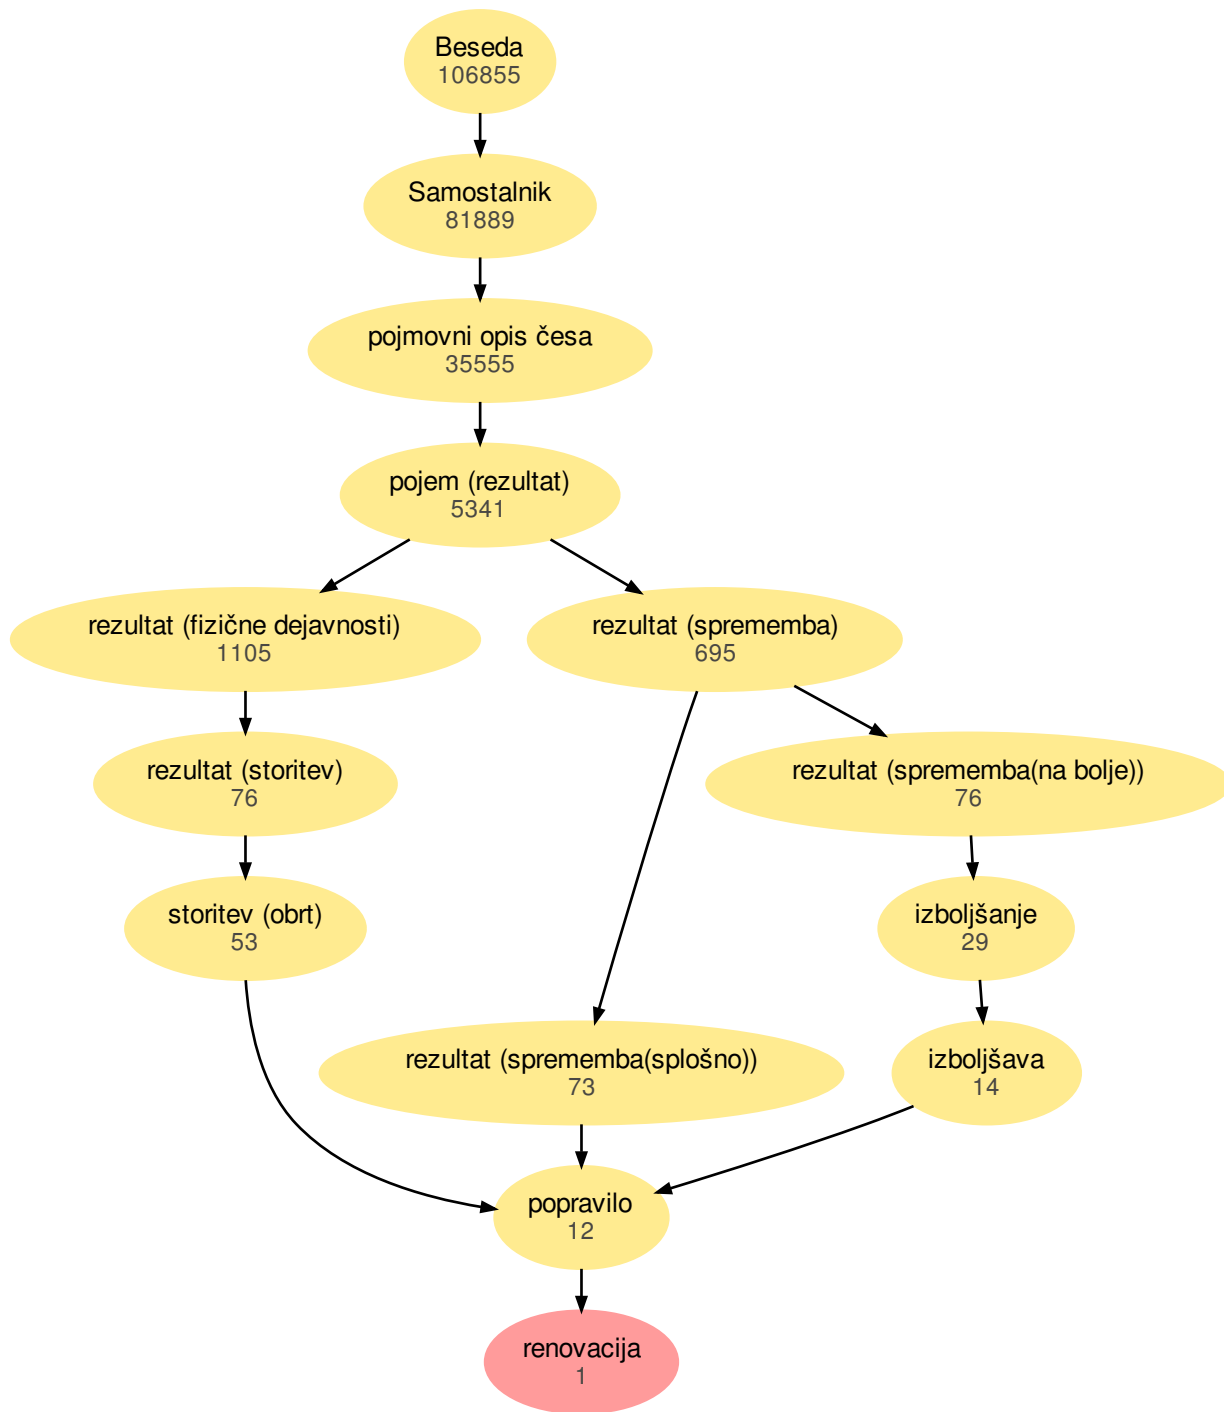 Beseda
106855
Samostalnik
81889
pojmovni opis česa
35555
pojem (rezultat)
5341
rezultat (fizične dejavnosti)
1105
rezultat (sprememba)
695
rezultat (storitev)
76
rezultat (sprememba(na bolje))
76
storitev (obrt)
53
izboljšanje
29
rezultat (sprememba(splošno))
73
izboljšava
14
popravilo
12
renovacija
1